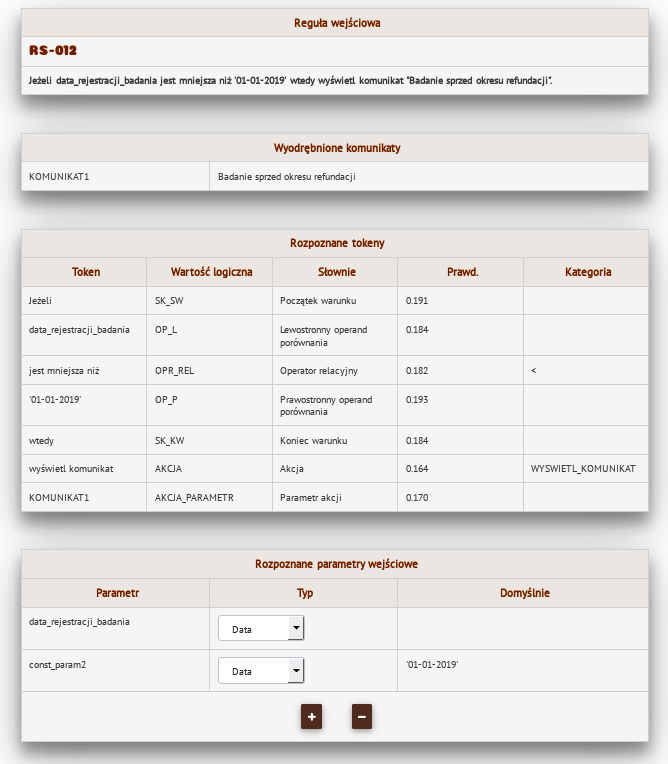 Reguła wejściowa
RS-012
Jeżeli data_rejestracji_badania jest mniejsza niż '01-01-2019' wtedy wyświetl komunikat "Badanie sprzed okresu refundacji".
Wyodrębnione komunikaty
KOMUNIKAT1 Badanie sprzed okresu refundacji
Rozpoznane tokeny
Token Wartość logiczna Słownie Prawd. Kategoria
Jeżeli SK_SW Początek warunku 0.191
data_rejestracji_badania OP_L Lewostronny operand 0.184
porównania
jest mniejsza niż OPR_REL Operator relacyjny 0.182 <
'01-01-2019' OP_P Prawostronny operand 0.193
porównania
wtedy SK_KW Koniec warunku 0.184
wyświetl komunikat AKCJA Akcja 0.164 WYSWIETL_KOMUNIKAT
KOMUNIKAT1 AKCJA_PARAMETR Parametr akcji 0.170
Rozpoznane parametry wejściowe
Parametr Typ Domyślnie
data_rejestracji_badania Data
const_param2 Data '01-01-2019'
+ −